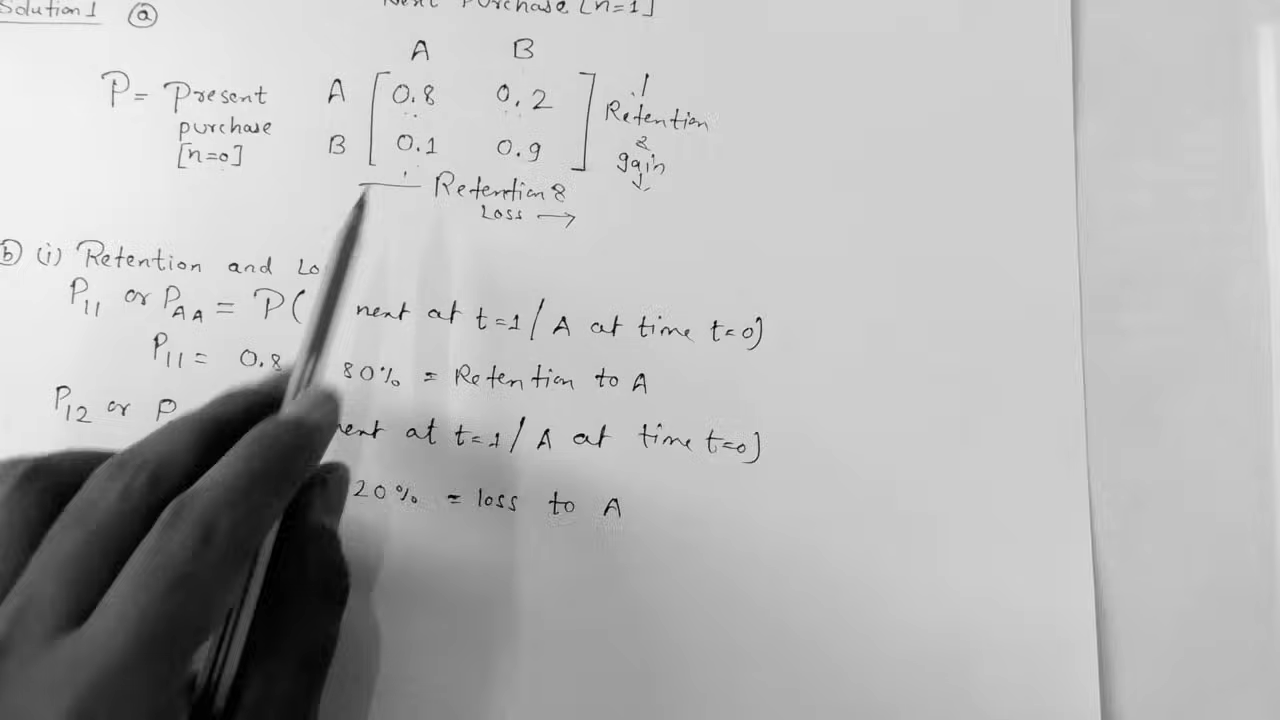 Solution 1 (a)
Next Purchase [n=1]
A B
P = Present A [ 0.8 0.2 ] Retention
purchase & gain
[n=0] B [ 0.1 0.9 ]
Retention &
Loss →
(b) (i) Retention and Lo
P11 or PAA = P( nent at t=1 / A at time t=0)
P11 = 0.8 80% = Retention to A
P12 or P nent at t=1 / A at time t=0)
20% = loss to A